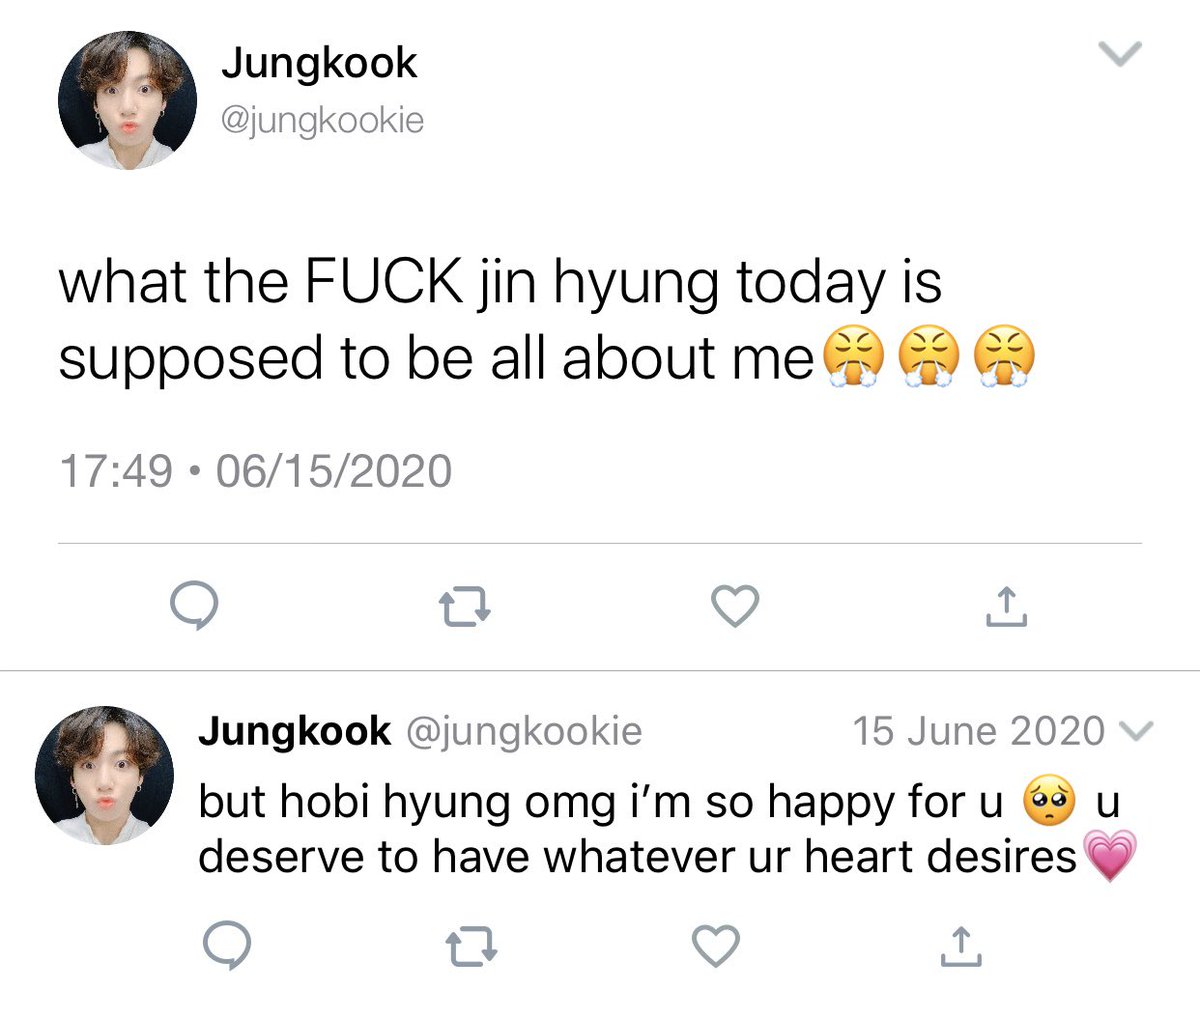 Jungkook
@jungkookie
what the FUCK jin hyung today is
supposed to be all about me😤😤😤
17:49 • 06/15/2020
Jungkook @jungkookie 15 June 2020
but hobi hyung omg i’m so happy for u 🥺 u
deserve to have whatever ur heart desires💗